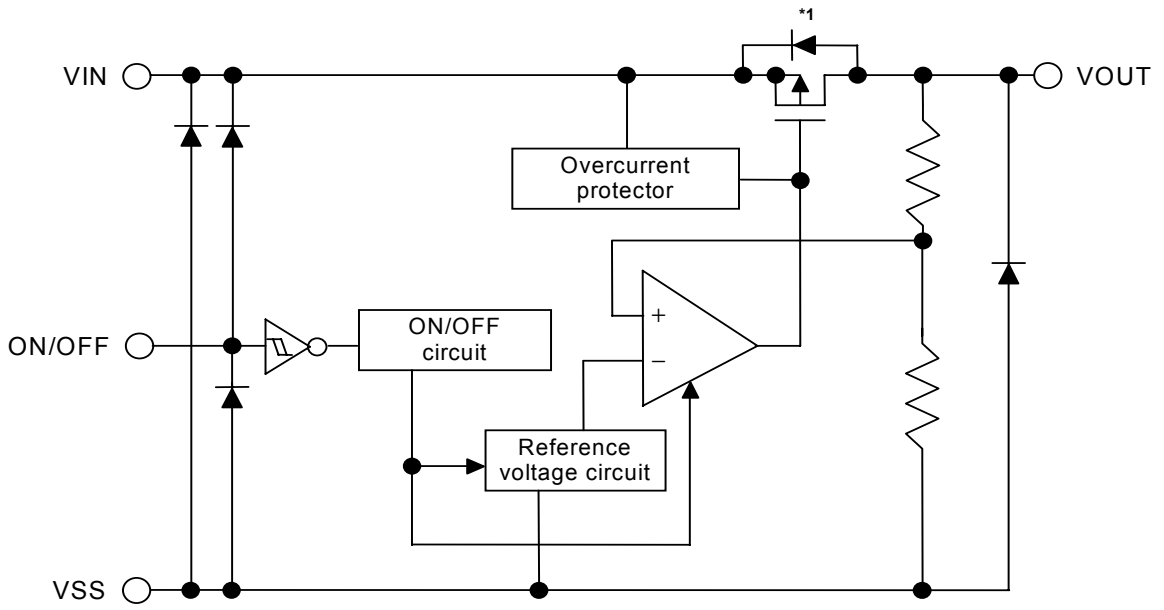 *1
VIN
VOUT
Overcurrent
protector
+
−
ON/OFF
ON/OFF
circuit
Reference
voltage circuit
VSS